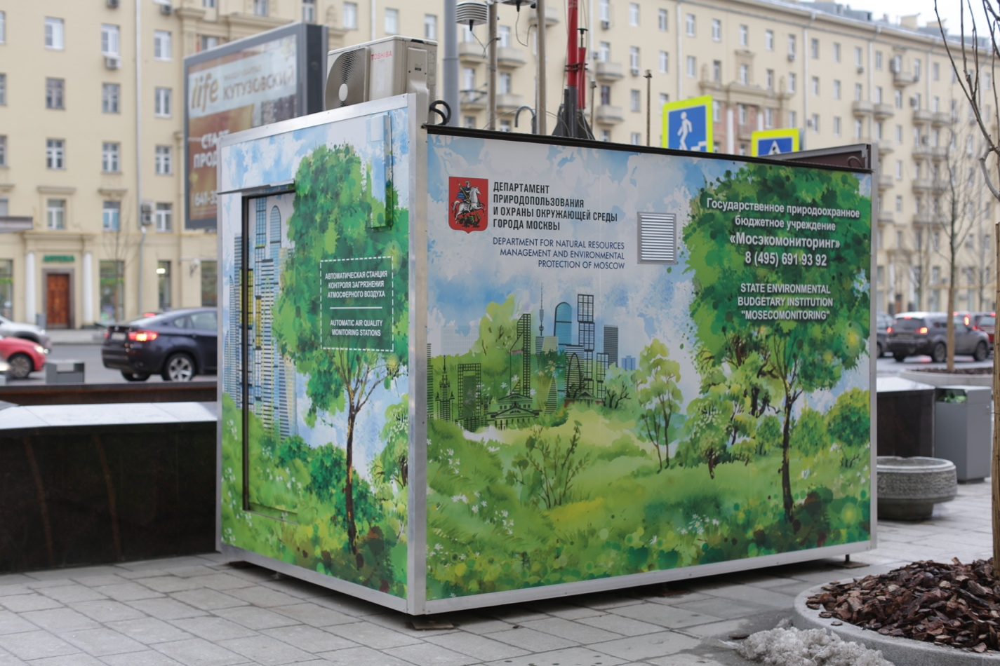 TOSHIBA
life
КУТУЗОВСКИЙ
АВТОМАТИЧЕСКАЯ СТАНЦИЯ
КОНТРОЛЯ ЗАГРЯЗНЕНИЯ
АТМОСФЕРНОГО ВОЗДУХА
AUTOMATIC AIR QUALITY
MONITORING STATIONS
ДЕПАРТАМЕНТ
ПРИРОДОПОЛЬЗОВАНИЯ
И ОХРАНЫ ОКРУЖАЮЩЕЙ СРЕДЫ
ГОРОДА МОСКВЫ
DEPARTMENT FOR NATURAL RESOURCES
MANAGEMENT AND ENVIRONMENTAL
PROTECTION OF MOSCOW
Государственное природоохранное
бюджетное учреждение
«Мосэкомониторинг»
8 (495) 691 93 92
STATE ENVIRONMENTAL
BUDGETARY INSTITUTION
"MOSECOMONITORING"